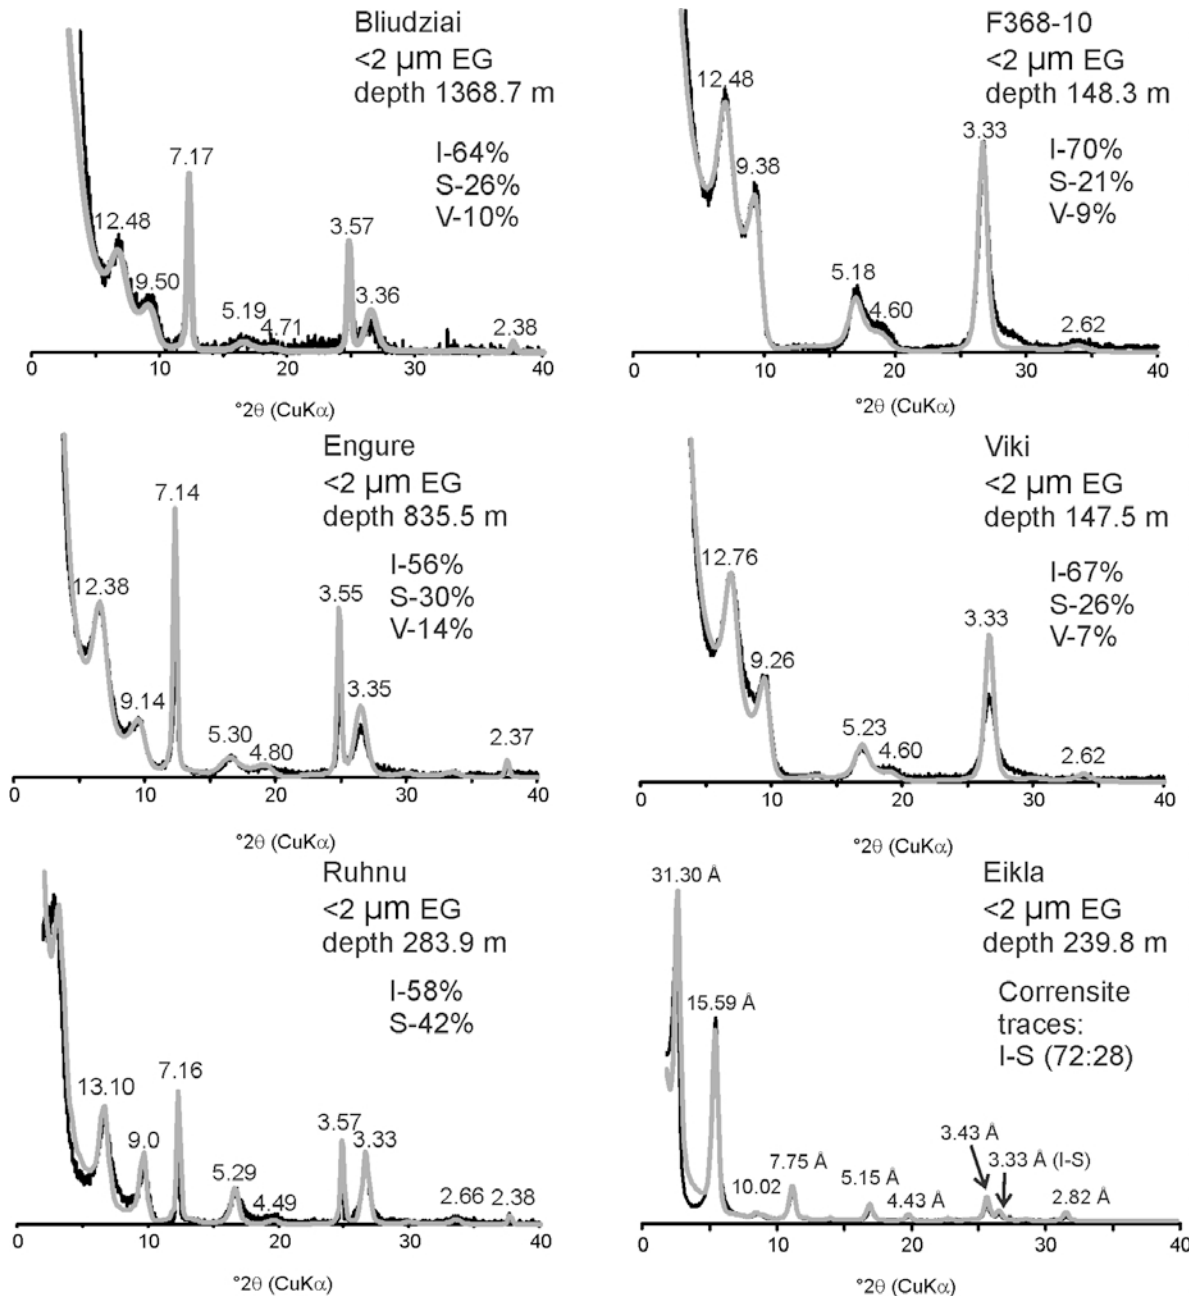 Bliudziai
<2 µm EG
depth 1368.7 m
I-64%
S-26%
V-10%
12.48
9.50
7.17
5.19
4.71
3.57
3.36
2.38
0 10 20 30 40
°2θ (CuKα)
F368-10
<2 µm EG
depth 148.3 m
I-70%
S-21%
V-9%
12.48
9.38
5.18
4.60
3.33
2.62
0 10 20 30 40
°2θ (CuKα)
Engure
<2 µm EG
depth 835.5 m
I-56%
S-30%
V-14%
12.38
9.14
7.14
5.30
4.80
3.55
3.35
2.37
0 10 20 30 40
°2θ (CuKα)
Viki
<2 µm EG
depth 147.5 m
I-67%
S-26%
V-7%
12.76
9.26
5.23
4.60
3.33
2.62
0 10 20 30 40
°2θ (CuKα)
Ruhnu
<2 µm EG
depth 283.9 m
I-58%
S-42%
13.10
9.0
7.16
5.29
4.49
3.57
3.33
2.66
2.38
0 10 20 30 40
°2θ (CuKα)
Eikla
<2 µm EG
depth 239.8 m
Corrensite
traces:
I-S (72:28)
31.30 Å
15.59 Å
10.02
7.75 Å
5.15 Å
4.43 Å
3.43 Å
3.33 Å (I-S)
2.82 Å
0 10 20 30 40
°2θ (CuKα)